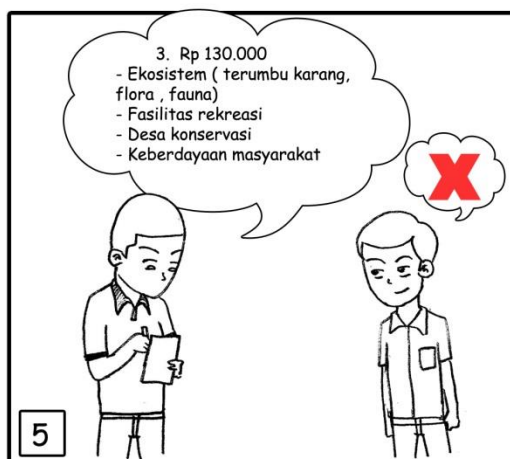 3. Rp 130.000
- Ekosistem ( terumbu karang,
flora , fauna)
- Fasilitas rekreasi
- Desa konservasi
- Keberdayaan masyarakat
X
5